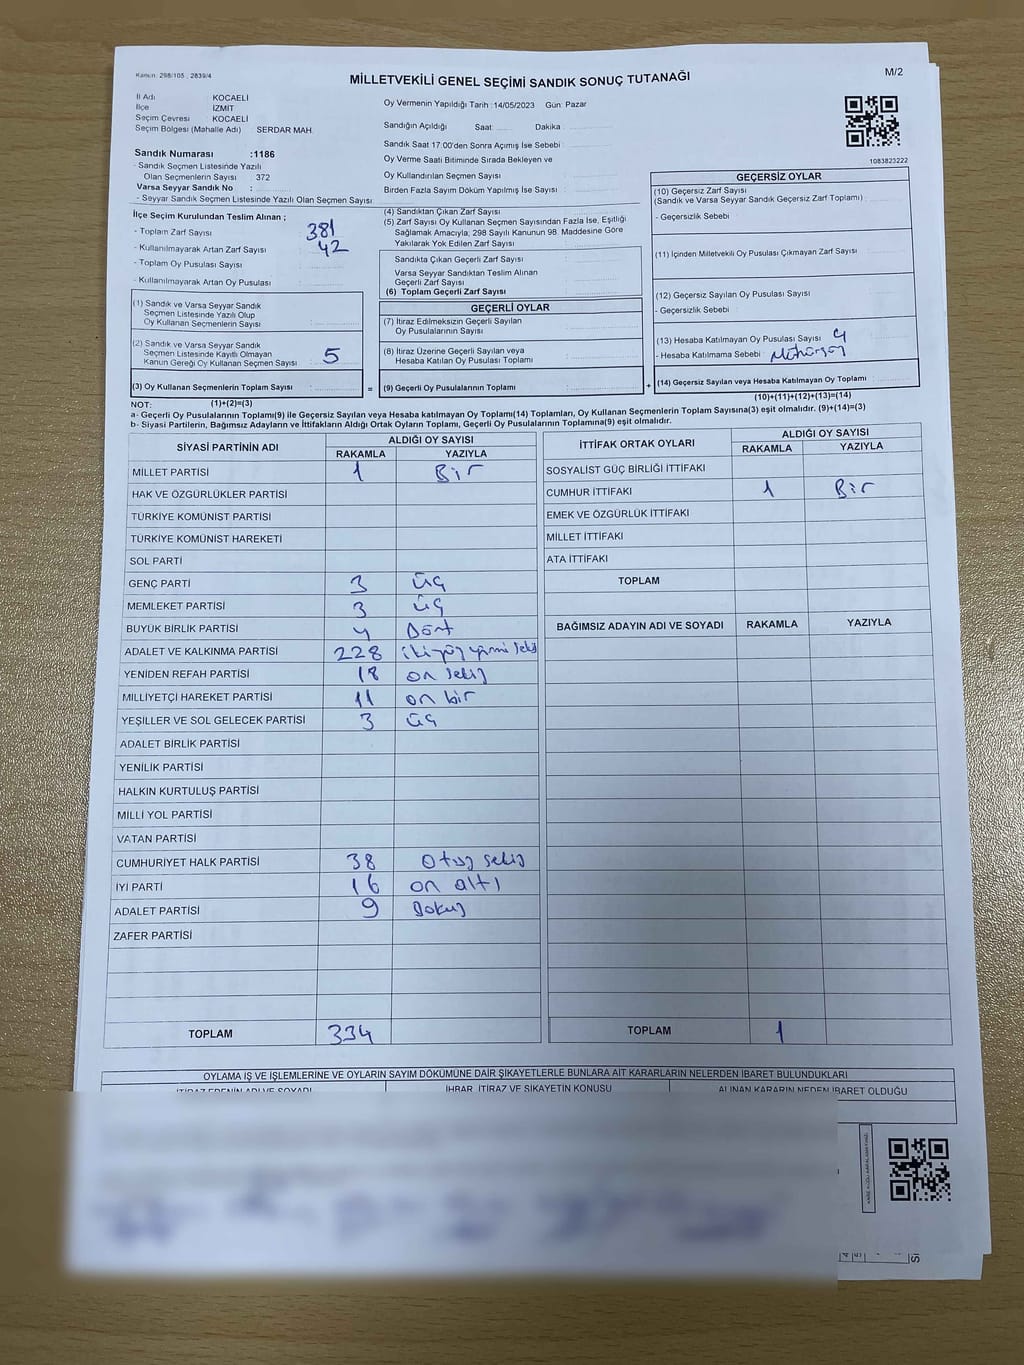 Kanun: 298/105 , 2839/4
MİLLETVEKİLİ GENEL SEÇİMİ SANDIK SONUÇ TUTANAĞI
M/2
İl Adı KOCAELİ
İlçe İZMİT
Seçim Çevresi KOCAELİ
Seçim Bölgesi (Mahalle Adı) SERDAR MAH.
Sandık Numarası :1186
- Sandık Seçmen Listesinde Yazılı
Olan Seçmenlerin Sayısı 372
Varsa Seyyar Sandık No :
- Seyyar Sandık Seçmen Listesinde Yazılı Olan Seçmen Sayısı
Oy Vermenin Yapıldığı Tarih :14/05/2023 Gün: Pazar
Sandığın Açıldığı Saat: Dakika :
Sandık Saat 17.00'den Sonra Açımış İse Sebebi :
Oy Verme Saati Bitiminde Sırada Bekleyen ve
Oy Kullandırılan Seçmen Sayısı :
Birden Fazla Sayım Döküm Yapılmış İse Sayısı :
1083823222
İlçe Seçim Kurulundan Teslim Alınan ;
- Toplam Zarf Sayısı : 381
- Kullanılmayarak Artan Zarf Sayısı : 42
- Toplam Oy Pusulası Sayısı :
- Kullanılmayarak Artan Oy Pusulası :
(1) Sandık ve Varsa Seyyar Sandık
Seçmen Listesinde Yazılı Olup
Oy Kullanan Seçmenlerin Sayısı :
(2) Sandık ve Varsa Seyyar Sandık
Seçmen Listesinde Kayıtlı Olmayan
Kanun Gereği Oy Kullanan Seçmen Sayısı : 5
(3) Oy Kullanan Seçmenlerin Toplam Sayısı :
(1)+(2)=(3)
(4) Sandıktan Çıkan Zarf Sayısı :
(5) Zarf Sayısı Oy Kullanan Seçmen Sayısından Fazla İse, Eşitliği
Sağlamak Amacıyla; 298 Sayılı Kanunun 98. Maddesine Göre
Yakılarak Yok Edilen Zarf Sayısı :
Sandıkta Çıkan Geçerli Zarf Sayısı :
Varsa Seyyar Sandıktan Teslim Alınan
Geçerli Zarf Sayısı :
(6) Toplam Geçerli Zarf Sayısı :
GEÇERLİ OYLAR
(7) İtiraz Edilmeksizin Geçerli Sayılan
Oy Pusulalarının Sayısı :
(8) İtiraz Üzerine Geçerli Sayılan veya
Hesaba Katılan Oy Pusulası Toplamı :
= (9) Geçerli Oy Pusulalarının Toplamı :
GEÇERSİZ OYLAR
(10) Geçersiz Zarf Sayısı
(Sandık ve Varsa Seyyar Sandık Geçersiz Zarf Toplamı) :
- Geçersizlik Sebebi :
(11) İçinden Milletvekili Oy Pusulası Çıkmayan Zarf Sayısı :
(12) Geçersiz Sayılan Oy Pusulası Sayısı :
- Geçersizlik Sebebi :
(13) Hesaba Katılmayan Oy Pusulası Sayısı : 4
- Hesaba Katılmama Sebebi : Mühürsüz
+ (14) Geçersiz Sayılan veya Hesaba Katılmayan Oy Toplamı :
(10)+(11)+(12)+(13)=(14)
NOT:
a- Geçerli Oy Pusulalarının Toplamı(9) ile Geçersiz Sayılan veya Hesaba katılmayan Oy Toplamı(14) Toplamları, Oy Kullanan Seçmenlerin Toplam Sayısına(3) eşit olmalıdır. (9)+(14)=(3)
b- Siyasi Partilerin, Bağımsız Adayların ve İttifakların Aldığı Ortak Oyların Toplamı, Geçerli Oy Pusulalarının Toplamına(9) eşit olmalıdır.
SİYASİ PARTİNİN ADI ALDIĞI OY SAYISI
RAKAMLA YAZIYLA
MİLLET PARTİSİ 1 Bir
HAK VE ÖZGÜRLÜKLER PARTİSİ
TÜRKİYE KOMÜNİST PARTİSİ
TÜRKİYE KOMÜNİST HAREKETİ
SOL PARTİ
GENÇ PARTİ 3 üç
MEMLEKET PARTİSİ 3 üç
BÜYÜK BİRLİK PARTİSİ 4 Dört
ADALET VE KALKINMA PARTİSİ 228 ikiyüz yirmi sekiz
YENİDEN REFAH PARTİSİ 18 on sekiz
MİLLİYETÇİ HAREKET PARTİSİ 11 on bir
YEŞİLLER VE SOL GELECEK PARTİSİ 3 üç
ADALET BİRLİK PARTİSİ
YENİLİK PARTİSİ
HALKIN KURTULUŞ PARTİSİ
MİLLİ YOL PARTİSİ
VATAN PARTİSİ
CUMHURİYET HALK PARTİSİ 38 Otuz sekiz
İYİ PARTİ 16 on altı
ADALET PARTİSİ 9 Dokuz
ZAFER PARTİSİ
TOPLAM 334
İTTİFAK ORTAK OYLARI ALDIĞI OY SAYISI
RAKAMLA YAZIYLA
SOSYALİST GÜÇ BİRLİĞİ İTTİFAKI
CUMHUR İTTİFAKI 1 Bir
EMEK VE ÖZGÜRLÜK İTTİFAKI
MİLLET İTTİFAKI
ATA İTTİFAKI
TOPLAM
BAĞIMSIZ ADAYIN ADI VE SOYADI RAKAMLA YAZIYLA
TOPLAM 1
OYLAMA İŞ VE İŞLEMLERİNE VE OYLARIN SAYIM DÖKÜMÜNE DAİR ŞİKAYETLERLE BUNLARA AİT KARARLARIN NELERDEN İBARET BULUNDUKLARI
İTİRAZ EDENİN ADI VE SOYADI İHBAR, İTİRAZ VE ŞİKAYETİN KONUSU ALINAN KARARIN NEDEN İBARET OLDUĞU